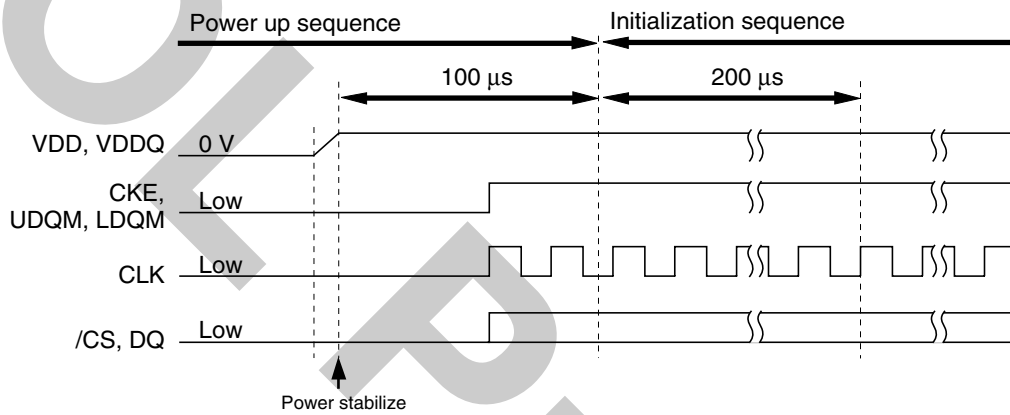 Power up sequence
Initialization sequence
100 μs
200 μs
VDD, VDDQ
0 V
CKE,
UDQM, LDQM
Low
CLK
Low
/CS, DQ
Low
Power stabilize